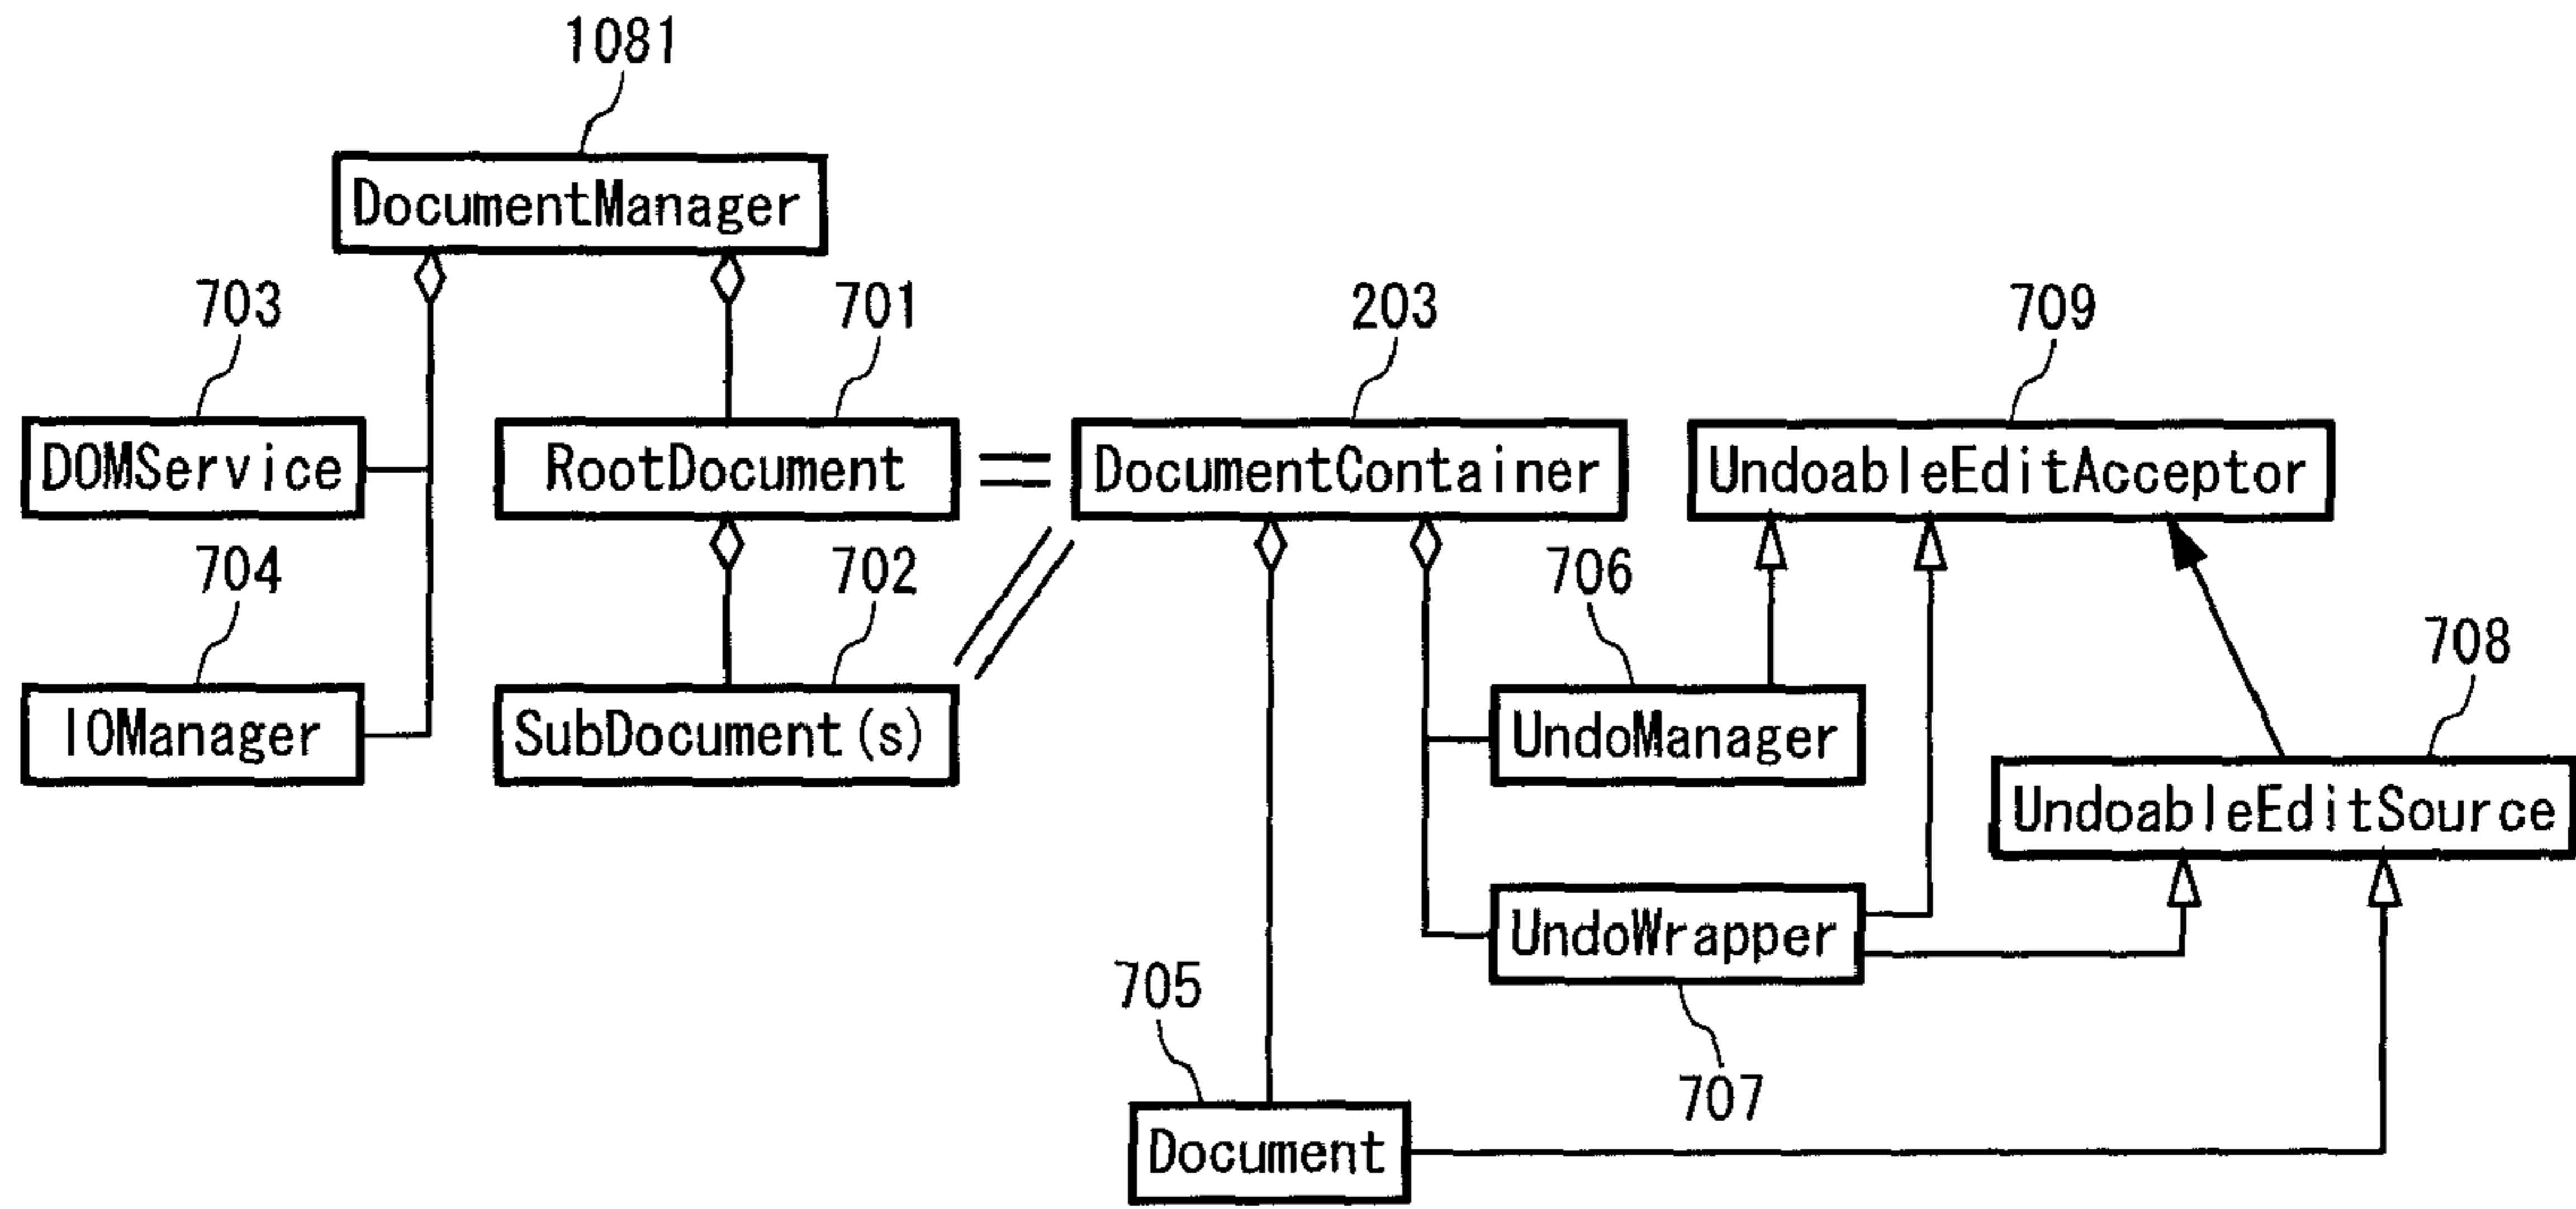 1081
DocumentManager
703
701
203
709
DOMService
RootDocument
DocumentContainer
UndoableEditAcceptor
704
702
706
708
IOManager
SubDocument(s)
UndoManager
UndoableEditSource
UndoWrapper
705
707
Document